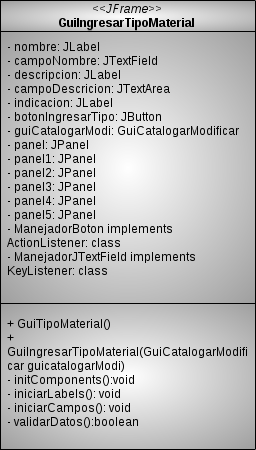 <<JFrame>>
GuiIngresarTipoMaterial
- nombre: JLabel
- campoNombre: JTextField
- descripcion: JLabel
- campoDescricion: JTextArea
- indicacion: JLabel
- botonIngresarTipo: JButton
- guiCatalogarModi: GuiCatalogarModificar
- panel: JPanel
- panel1: JPanel
- panel2: JPanel
- panel3: JPanel
- panel4: JPanel
- panel5: JPanel
- ManejadorBoton implements
ActionListener: class
- ManejadorJTextField implements
KeyListener: class
+ GuiTipoMaterial()
+
GuiIngresarTipoMaterial(GuiCatalogarModifi
car guicatalogarModi)
- initComponents():void
- iniciarLabels(): void
- iniciarCampos(): void
- validarDatos():boolean